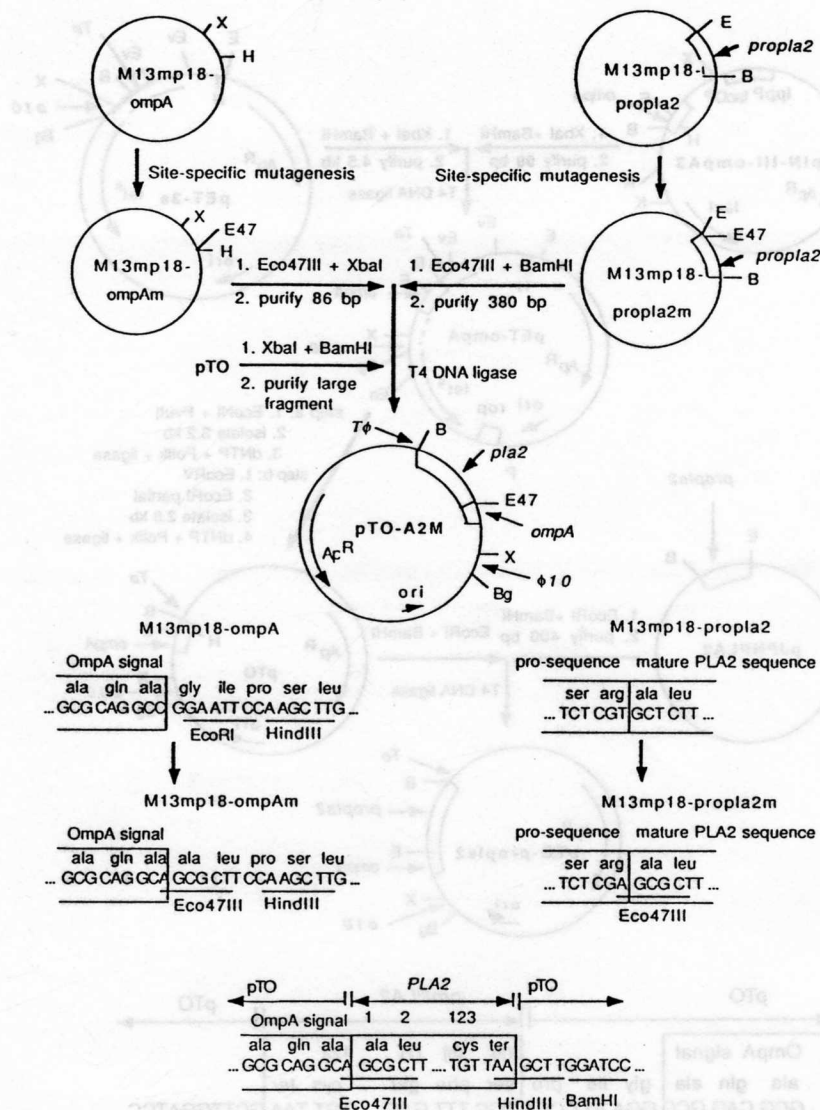 X
H
M13mp18-
ompA
E
propla2
B
M13mp18-
propla2
Site-specific mutagenesis
Site-specific mutagenesis
X
E47
H
M13mp18-
ompAm
E
E47
propla2
B
M13mp18-
propla2m
1. Eco47III + XbaI
2. purify 86 bp
1. Eco47III + BamHI
2. purify 380 bp
pTO
1. XbaI + BamHI
2. purify large
fragment
T4 DNA ligase
Tϕ
B
pla2
E47
ompA
X
ϕ10
Bg
pTO-A2M
ApR
ori
M13mp18-ompA
OmpA signal
ala gln ala gly ile pro ser leu
... GCG CAG GCC GGA ATT CCA AGC TTG ...
EcoRI HindIII
M13mp18-ompAm
OmpA signal
ala gln ala ala leu pro ser leu
... GCG CAG GCA GCG CTT CCA AGC TTG ...
Eco47III HindIII
M13mp18-propla2
pro-sequence mature PLA2 sequence
ser arg ala leu
... TCT CGT GCT CTT ...
M13mp18-propla2m
pro-sequence mature PLA2 sequence
ser arg ala leu
... TCT CGA GCG CTT ...
Eco47III
pTO PLA2 pTO
OmpA signal 1 2 123
ala gln ala ala leu cys ter
... GCG CAG GCA GCG CTT .... TGT TAA GCT TGGATCC ...
Eco47III HindIII BamHI